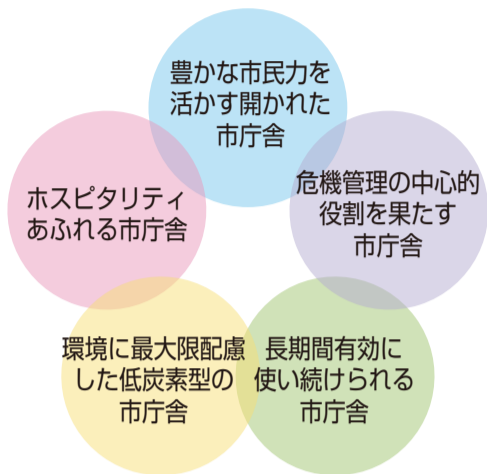 豊かな市民力を
活かす開かれた
市庁舎
ホスピタリティ
あふれる市庁舎
危機管理の中心的
役割を果たす
市庁舎
環境に最大限配慮
した低炭素型の
市庁舎
長期間有効に
使い続けられる
市庁舎